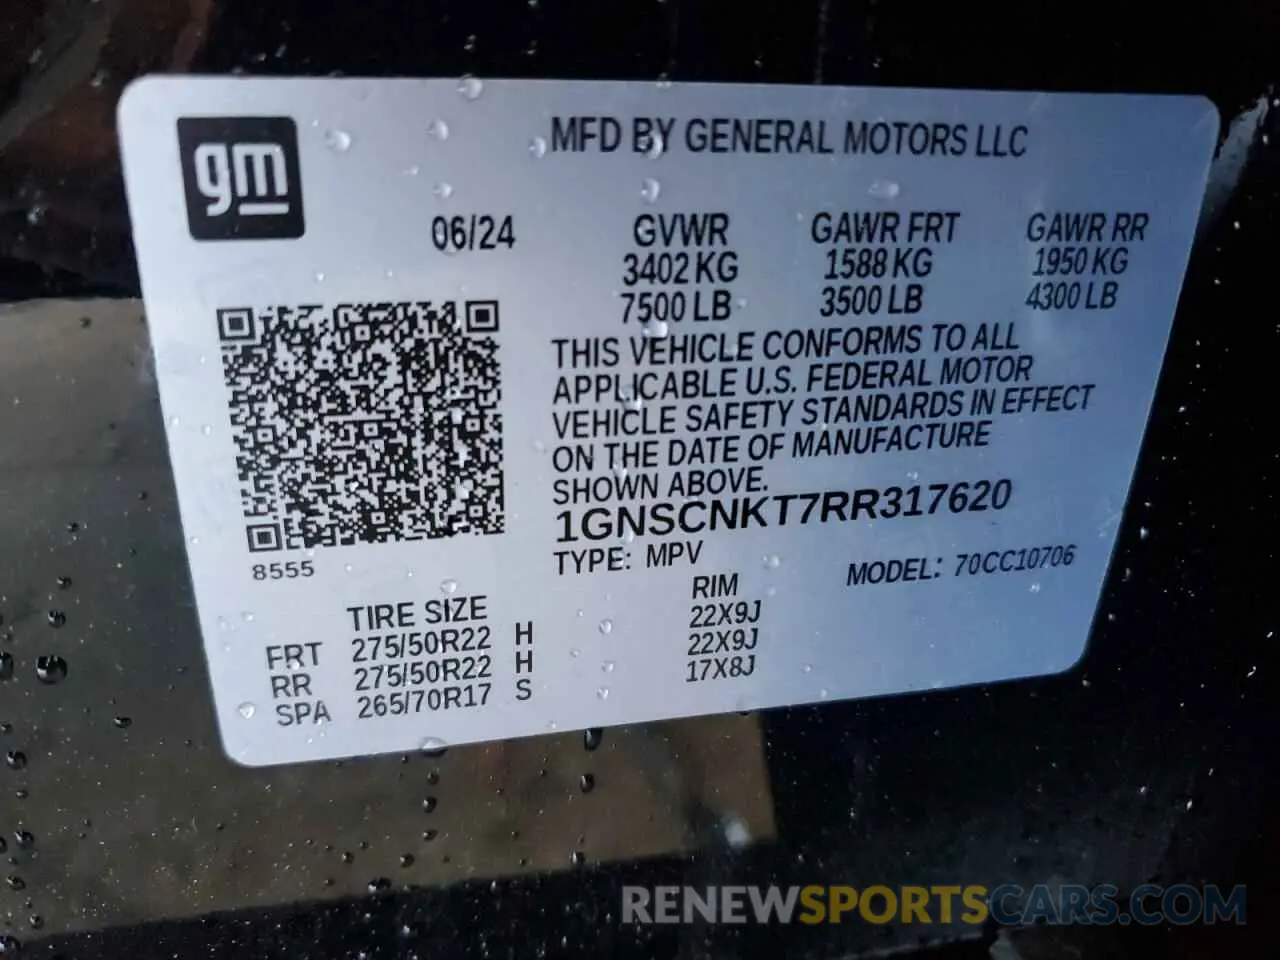 gm
MFD BY GENERAL MOTORS LLC
06/24
GVWR
3402 KG
7500 LB
GAWR FRT
1588 KG
3500 LB
GAWR RR
1950 KG
4300 LB
THIS VEHICLE CONFORMS TO ALL
APPLICABLE U.S. FEDERAL MOTOR
VEHICLE SAFETY STANDARDS IN EFFECT
ON THE DATE OF MANUFACTURE
SHOWN ABOVE.
1GNSCNKT7RR317620
TYPE: MPV
MODEL: 70CC10706
8555
TIRE SIZE
RIM
FRT 275/50R22 H 22X9J
RR 275/50R22 H 22X9J
SPA 265/70R17 S 17X8J
RENEWSPORTSCARS.COM